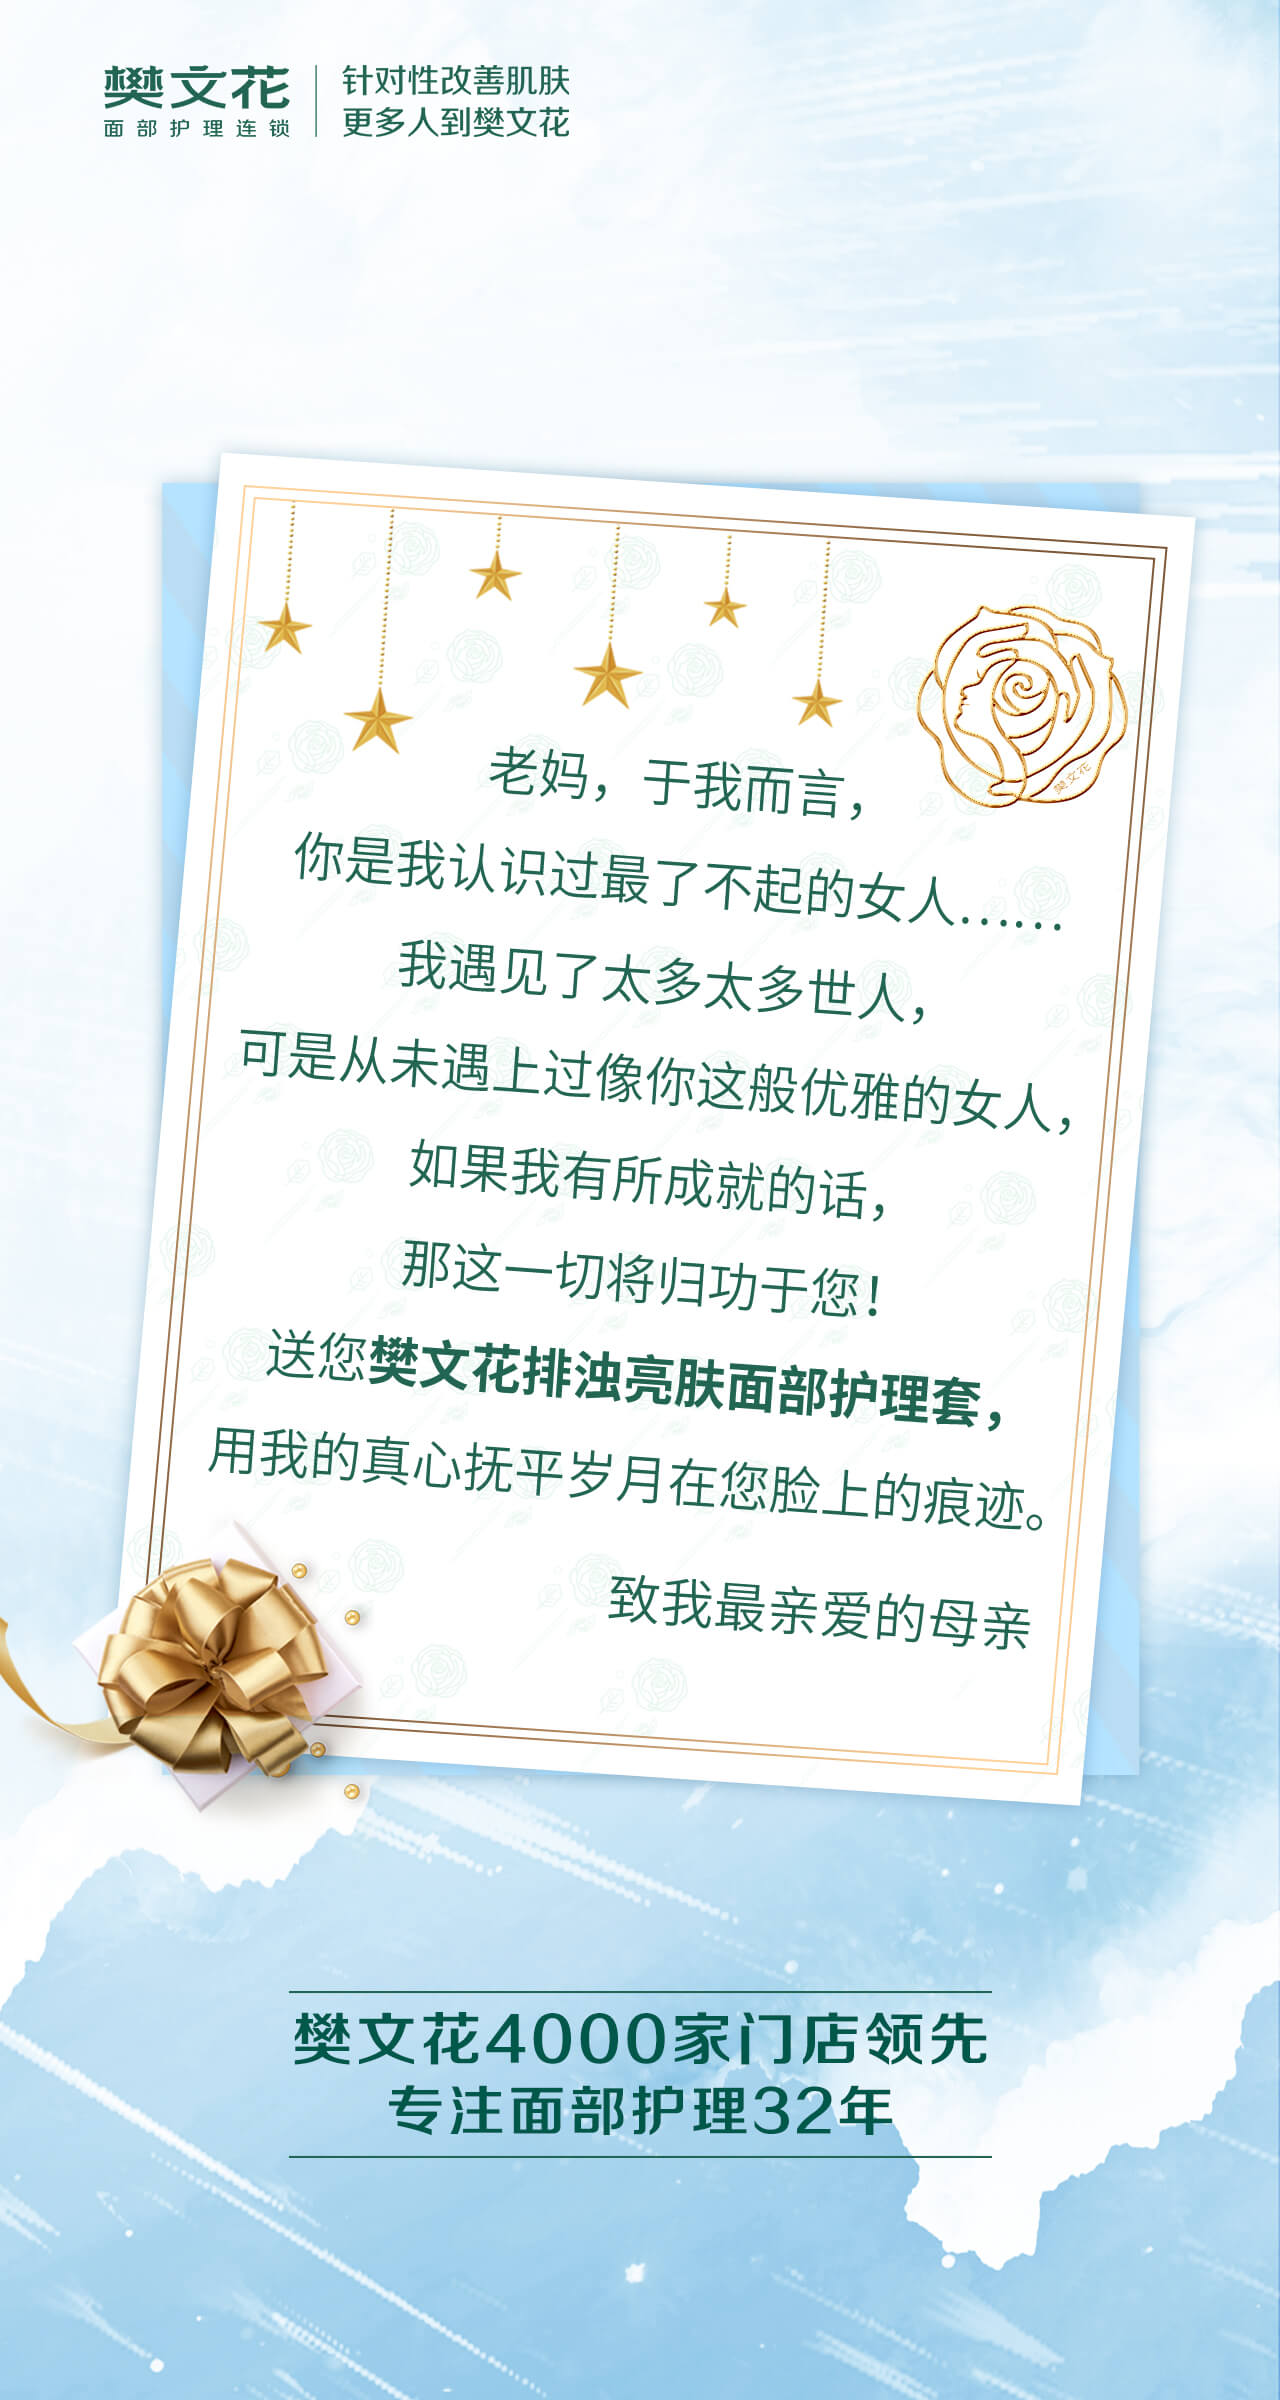 樊文花
面部护理连锁
针对性改善肌肤
更多人到樊文花
樊文花
老妈，于我而言，
你是我认识过最了不起的女人……
我遇见了太多太多世人，
可是从未遇上过像你这般优雅的女人，
如果我有所成就的话，
那这一切将归功于您！
送您樊文花排浊亮肤面部护理套，
用我的真心抚平岁月在您脸上的痕迹。
致我最亲爱的母亲
樊文花4000家门店领先
专注面部护理32年